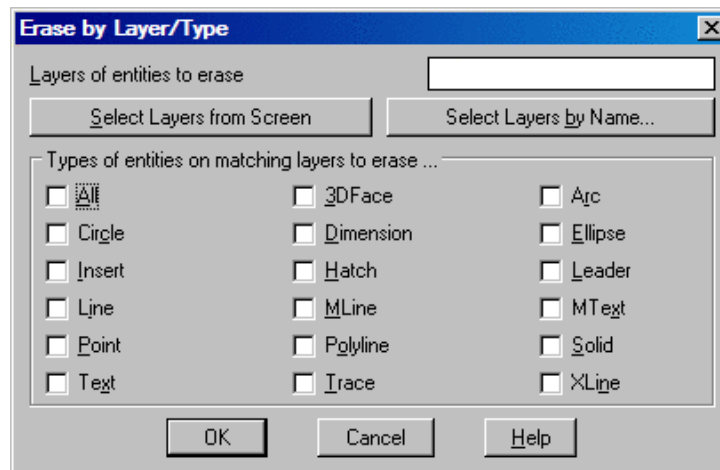 Erase by Layer/Type
Layers of entities to erase
Select Layers from Screen Select Layers by Name...
Types of entities on matching layers to erase ...
All 3DFace Arc
Circle Dimension Ellipse
Insert Hatch Leader
Line MLine MText
Point Polyline Solid
Text Trace XLine
OK Cancel Help